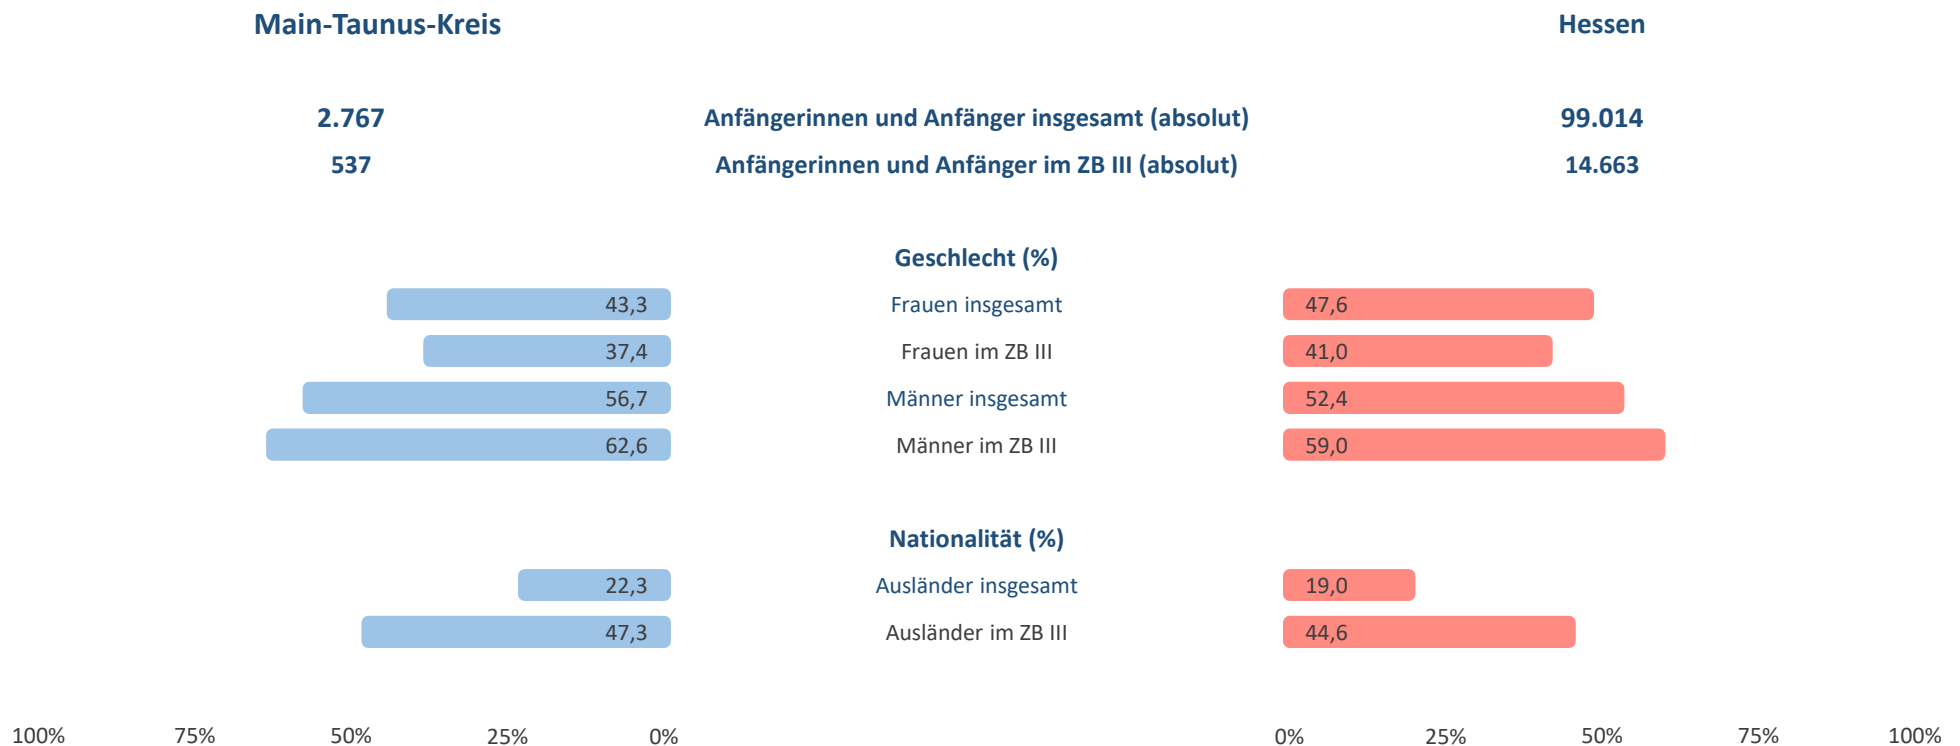 Main-Taunus-Kreis Hessen
2.767 Anfängerinnen und Anfänger insgesamt (absolut) 99.014
537 Anfängerinnen und Anfänger im ZB III (absolut) 14.663
Geschlecht (%)
43,3 Frauen insgesamt 47,6
37,4 Frauen im ZB III 41,0
56,7 Männer insgesamt 52,4
62,6 Männer im ZB III 59,0
Nationalität (%)
22,3 Ausländer insgesamt 19,0
47,3 Ausländer im ZB III 44,6
100% 75% 50% 25% 0% 0% 25% 50% 75% 100%